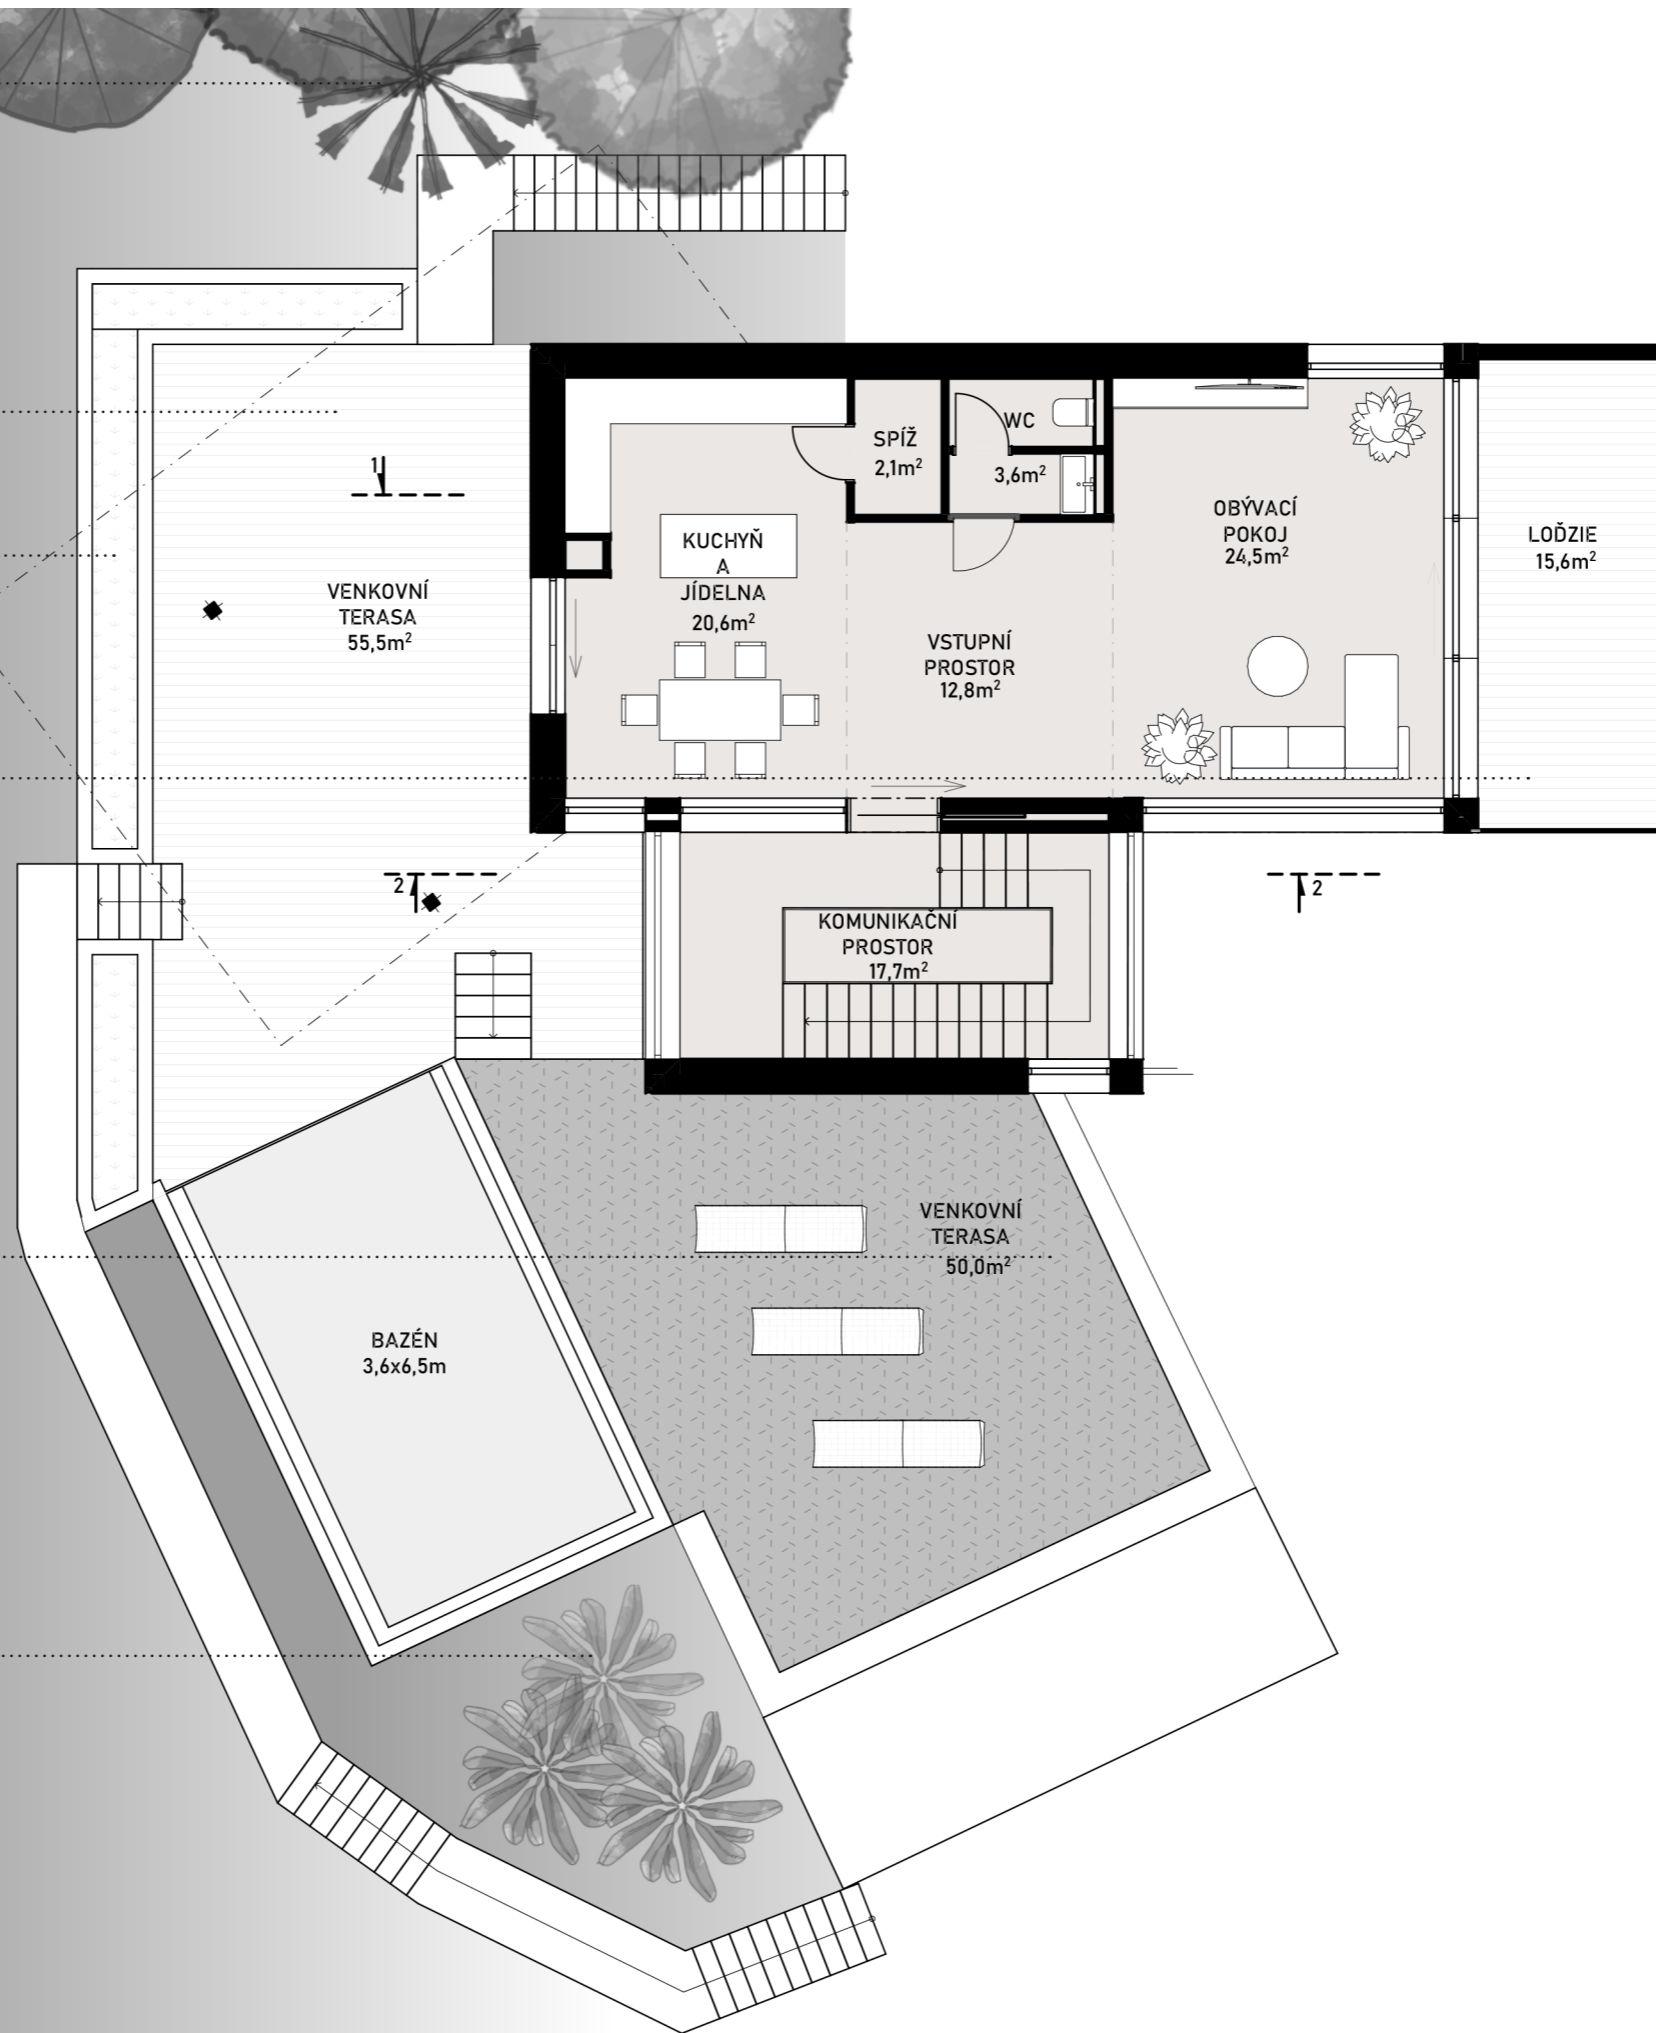 WC
SPÍŽ
2,1m²
3,6m²
1
OBÝVACÍ
POKOJ
24,5m²
LOĎZIE
15,6m²
KUCHYŇ
A
JÍDELNA
20,6m²
VENKOVNÍ
TERASA
55,5m²
VSTUPNÍ
PROSTOR
12,8m²
2
2
KOMUNIKAČNÍ
PROSTOR
17,7m²
VENKOVNÍ
TERASA
50,0m²
BAZÉN
3,6x6,5m